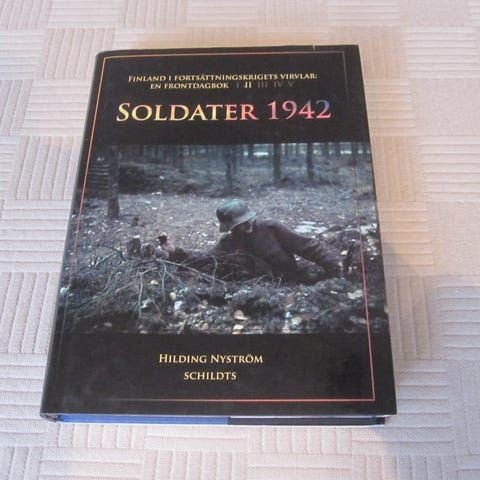 FINLAND I FORTSÄTTNINGSKRIGETS VIRVLAR:
EN FRONTDAGBOK I II III IV V
SOLDATER 1942
HILDING NYSTRÖM
SCHILDTS